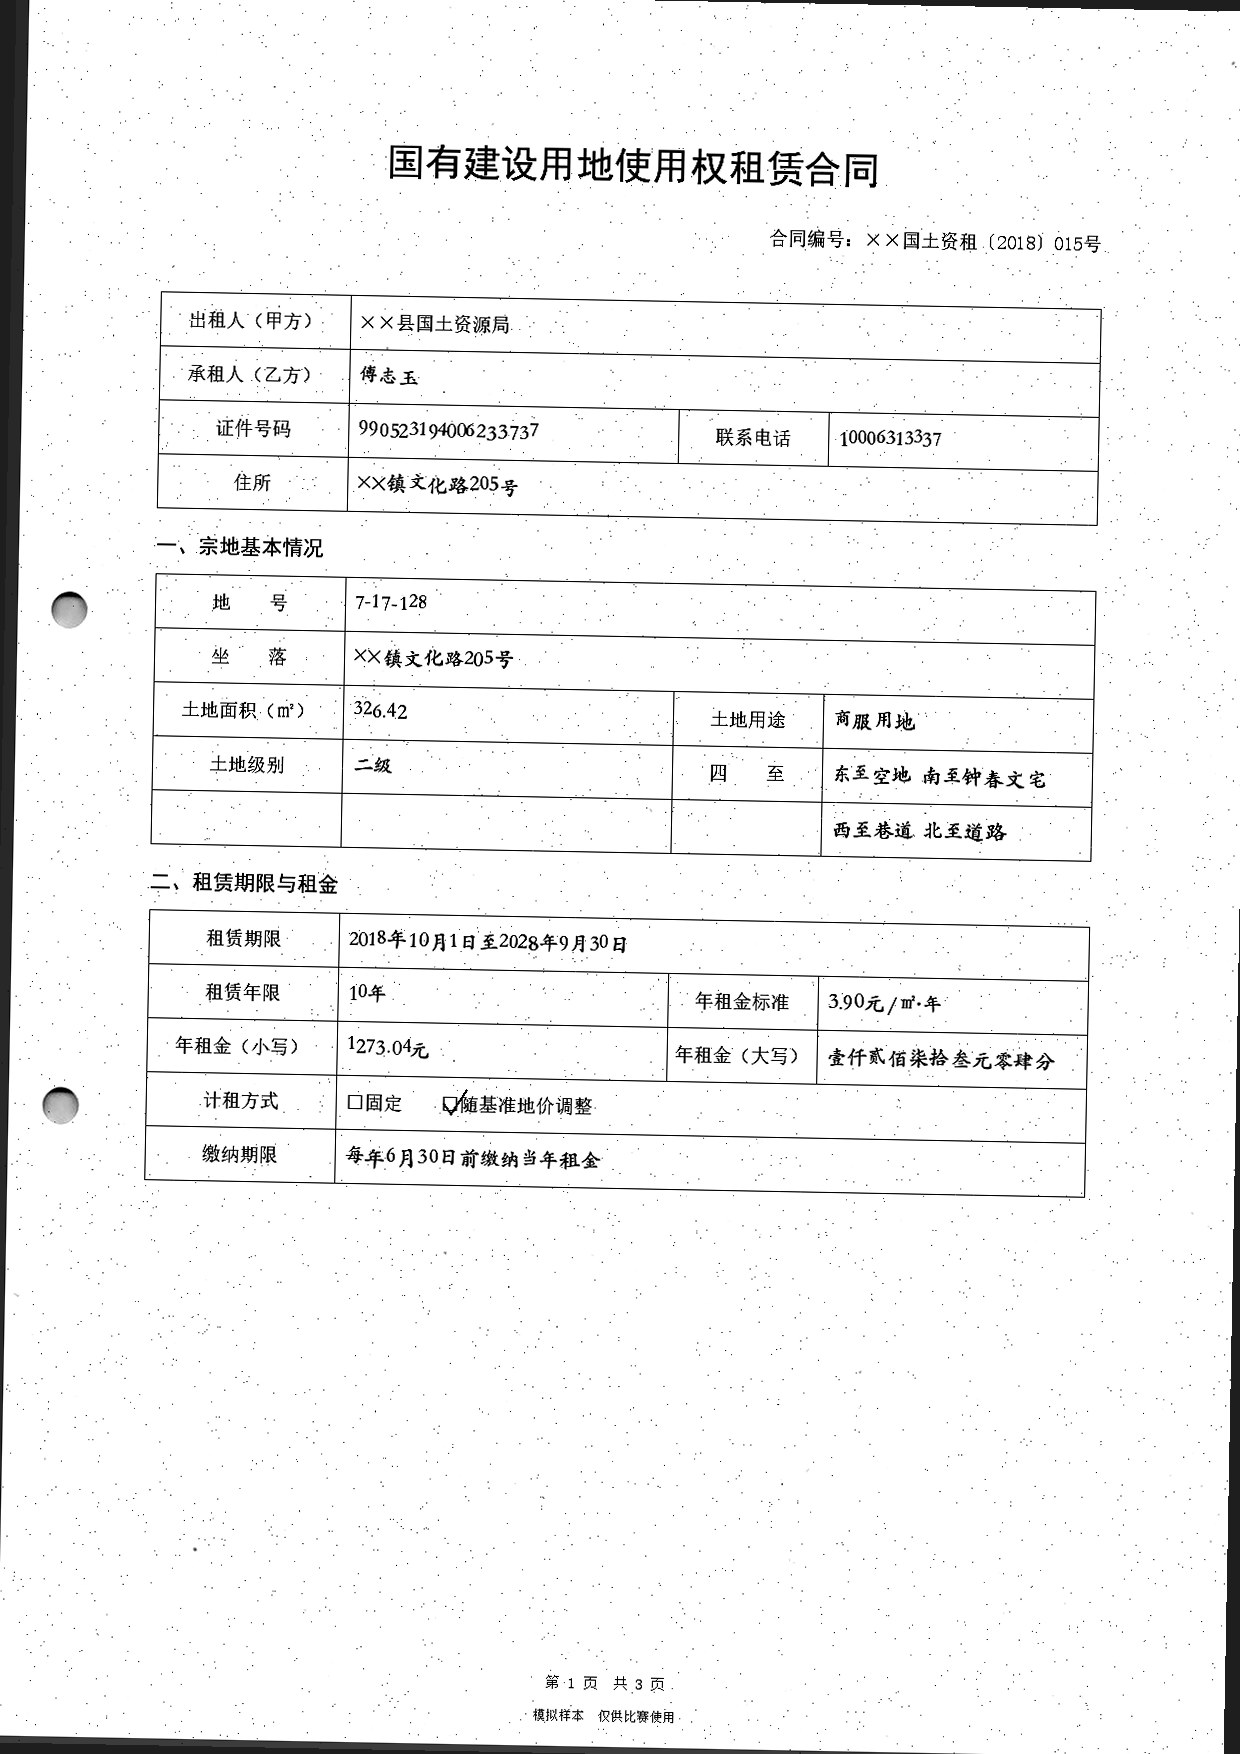 国有建设用地使用权租赁合同
合同编号：××国土资租〔2018〕015号
出租人（甲方） ××县国土资源局
承租人（乙方） 傅志玉
证件号码 990523194006233737 联系电话 10006313337
住所 ××镇文化路205号
一、宗地基本情况
地 号 7-17-128
坐 落 ××镇文化路205号
土地面积（㎡） 326.42 土地用途 商服用地
土地级别 二级 四 至 东至空地 南至钟春文宅
西至巷道 北至道路
二、租赁期限与租金
租赁期限 2018年10月1日至2028年9月30日
租赁年限 10年 年租金标准 3.90元/㎡·年
年租金（小写） 1273.04元 年租金（大写） 壹仟贰佰柒拾叁元零肆分
计租方式 □固定 ☑随基准地价调整
缴纳期限 每年6月30日前缴纳当年租金
第 1 页 共 3 页
模拟样本 仅供比赛使用